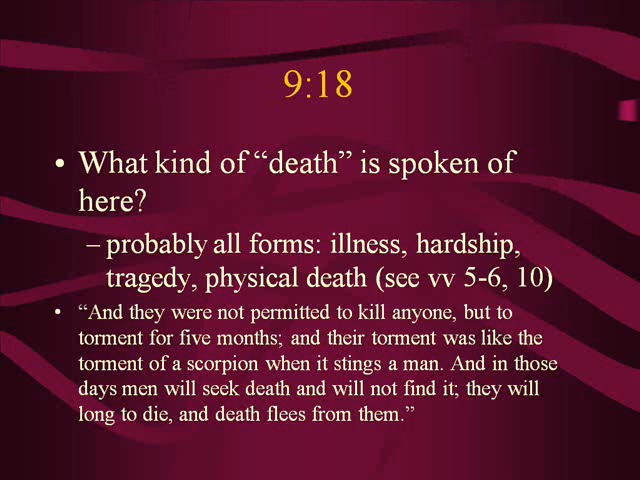 9:18
• What kind of “death” is spoken of
here?
– probably all forms: illness, hardship,
tragedy, physical death (see vv 5-6, 10)
• “And they were not permitted to kill anyone, but to
torment for five months; and their torment was like the
torment of a scorpion when it stings a man. And in those
days men will seek death and will not find it; they will
long to die, and death flees from them.”